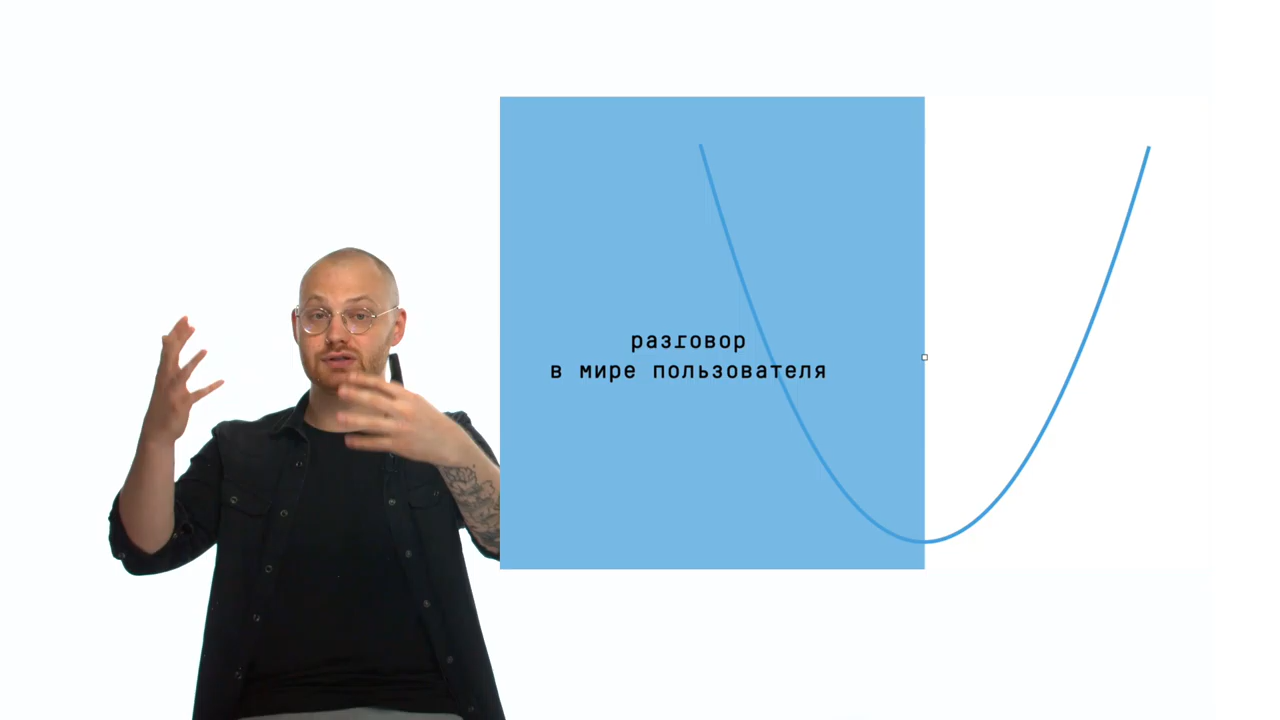 разговор
в мире пользователя